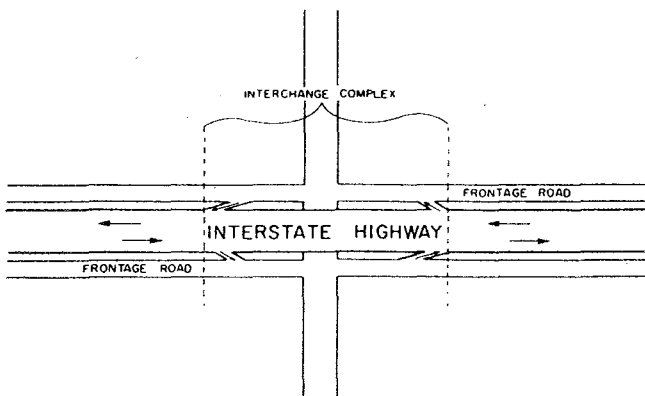 INTERCHANGE COMPLEX
FRONTAGE ROAD
INTERSTATE HIGHWAY
FRONTAGE ROAD